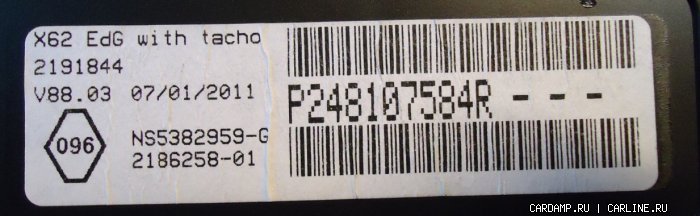 X62 EdG with tacho
2191844
V88.03 07/01/2011
P248107584R - - -
096
NS5382959-G
2186258-01
CARDAMP.RU | CARLINE.RU